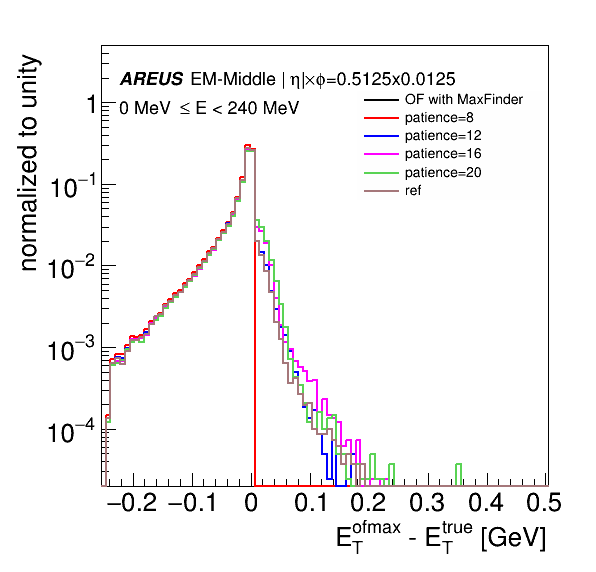 AREUS EM-Middle | η|×ϕ=0.5125x0.0125
0 MeV ≤ E < 240 MeV
OF with MaxFinder
patience=8
patience=12
patience=16
patience=20
ref
normalized to unity
1
10⁻¹
10⁻²
10⁻³
10⁻⁴
−0.2 −0.1 0 0.1 0.2 0.3 0.4 0.5
E_T^ofmax - E_T^true [GeV]